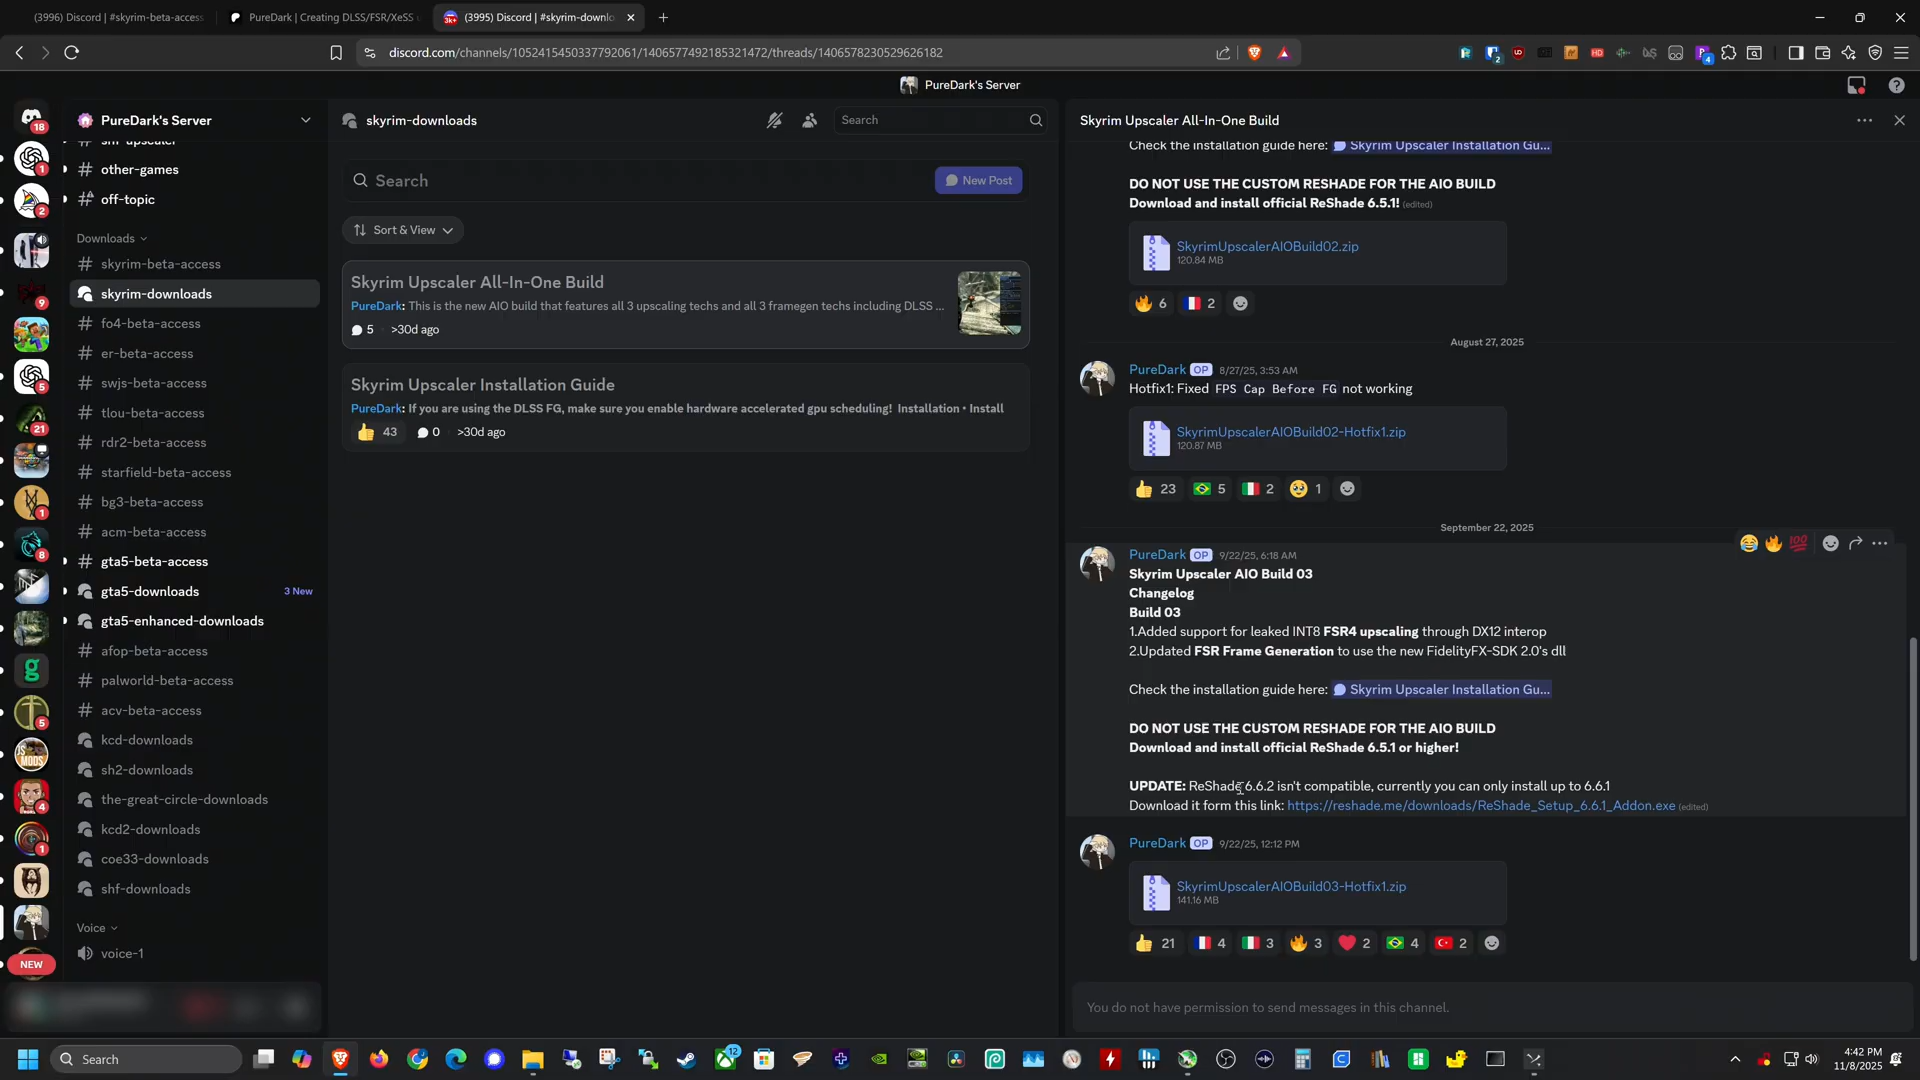 (3996) Discord | #skyrim-beta-access
PureDark | Creating DLSS/FSR/XeSS
(3995) Discord | #skyrim-downlo
discord.com/channels/1052415450337792061/1406577492185321472/threads/1406578230529626182
PureDark's Server
PureDark's Server
shf-upscaler
other-games
off-topic
Downloads
skyrim-beta-access
skyrim-downloads
fo4-beta-access
er-beta-access
swjs-beta-access
tlou-beta-access
rdr2-beta-access
starfield-beta-access
bg3-beta-access
acm-beta-access
gta5-beta-access
gta5-downloads 3 New
gta5-enhanced-downloads
afop-beta-access
palworld-beta-access
acv-beta-access
kcd-downloads
sh2-downloads
the-great-circle-downloads
kcd2-downloads
coe33-downloads
shf-downloads
Voice
voice-1
NEW
skyrim-downloads
Search
Search
New Post
Sort & View
Skyrim Upscaler All-In-One Build
PureDark: This is the new AIO build that features all 3 upscaling techs and all 3 framegen techs including DLSS ...
5 · >30d ago
Skyrim Upscaler Installation Guide
PureDark: If you are using the DLSS FG, make sure you enable hardware accelerated gpu scheduling! Installation • Install
43 0 · >30d ago
Skyrim Upscaler All-In-One Build
Check the installation guide here: Skyrim Upscaler Installation Gu...
DO NOT USE THE CUSTOM RESHADE FOR THE AIO BUILD
Download and install official ReShade 6.5.1! (edited)
SkyrimUpscalerAIOBuild02.zip
120.84 MB
6 2
August 27, 2025
PureDark OP 8/27/25, 3:53 AM
Hotfix1: Fixed FPS Cap Before FG not working
SkyrimUpscalerAIOBuild02-Hotfix1.zip
120.87 MB
23 5 2 1
September 22, 2025
PureDark OP 9/22/25, 6:18 AM
Skyrim Upscaler AIO Build 03
Changelog
Build 03
1.Added support for leaked INT8 FSR4 upscaling through DX12 interop
2.Updated FSR Frame Generation to use the new FidelityFX-SDK 2.0's dll
Check the installation guide here: Skyrim Upscaler Installation Gu...
DO NOT USE THE CUSTOM RESHADE FOR THE AIO BUILD
Download and install official ReShade 6.5.1 or higher!
UPDATE: ReShade 6.6.2 isn't compatible, currently you can only install up to 6.6.1
Download it form this link: https://reshade.me/downloads/ReShade_Setup_6.6.1_Addon.exe (edited)
PureDark OP 9/22/25, 12:12 PM
SkyrimUpscalerAIOBuild03-Hotfix1.zip
141.16 MB
21 4 3 3 2 4 2
You do not have permission to send messages in this channel.
Search
4:42 PM
11/8/2025